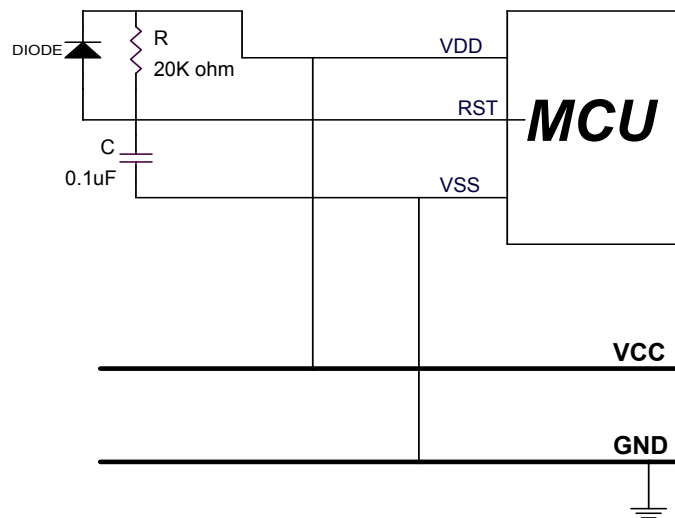 VDD
DIODE
R
20K ohm
RST
MCU
C
0.1uF
VSS
VCC
GND